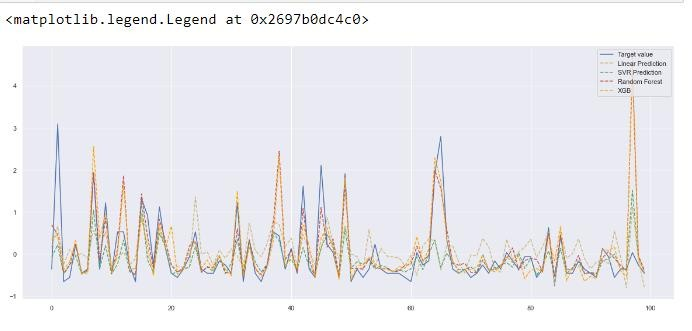 <matplotlib.legend.Legend at 0x2697b0dc4c0>
Target value
Linear Prediction
SVR Prediction
Random Forest
XGB
4
3
2
1
0
−1
0
20
40
60
80
100